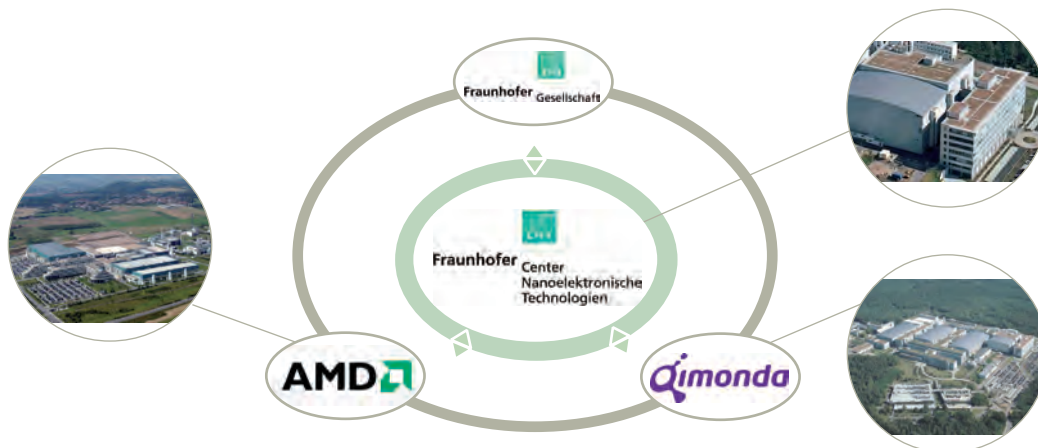 Fraunhofer Gesellschaft
Fraunhofer
Center
Nanoelektronische
Technologien
AMD
Qimonda